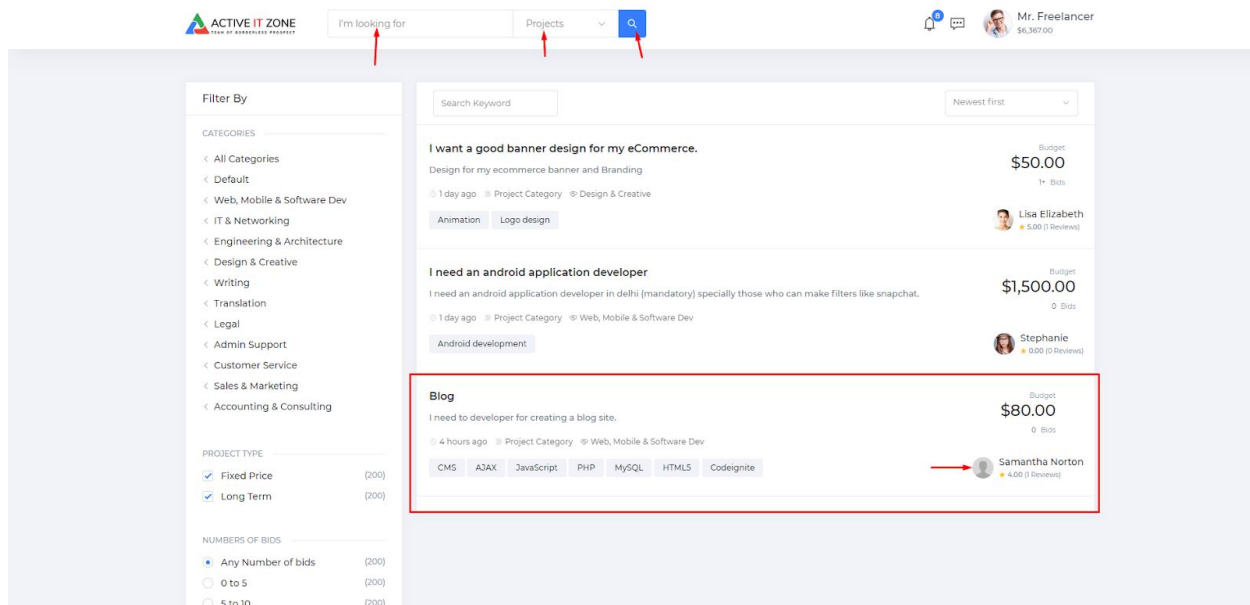 ACTIVE IT ZONE
TEAM OF BORDERLESS PROSPECT
I'm looking for
Projects
8
Mr. Freelancer
$6,367.00
Filter By
CATEGORIES
All Categories
Default
Web, Mobile & Software Dev
IT & Networking
Engineering & Architecture
Design & Creative
Writing
Translation
Legal
Admin Support
Customer Service
Sales & Marketing
Accounting & Consulting
PROJECT TYPE
Fixed Price (200)
Long Term (200)
NUMBERS OF BIDS
Any Number of bids (200)
0 to 5 (200)
5 to 10 (200)
Search Keyword
Newest first
I want a good banner design for my eCommerce.
Design for my ecommerce banner and Branding
1 day ago Project Category Design & Creative
Animation Logo design
Budget
$50.00
1+ Bids
Lisa Elizabeth
5.00 (1 Reviews)
I need an android application developer
I need an android application developer in delhi (mandatory) specially those who can make filters like snapchat.
1 day ago Project Category Web, Mobile & Software Dev
Android development
Budget
$1,500.00
0 Bids
Stephanie
0.00 (0 Reviews)
Blog
I need to developer for creating a blog site.
4 hours ago Project Category Web, Mobile & Software Dev
CMS AJAX JavaScript PHP MySQL HTML5 Codeignite
Budget
$80.00
0 Bids
Samantha Norton
4.00 (1 Reviews)